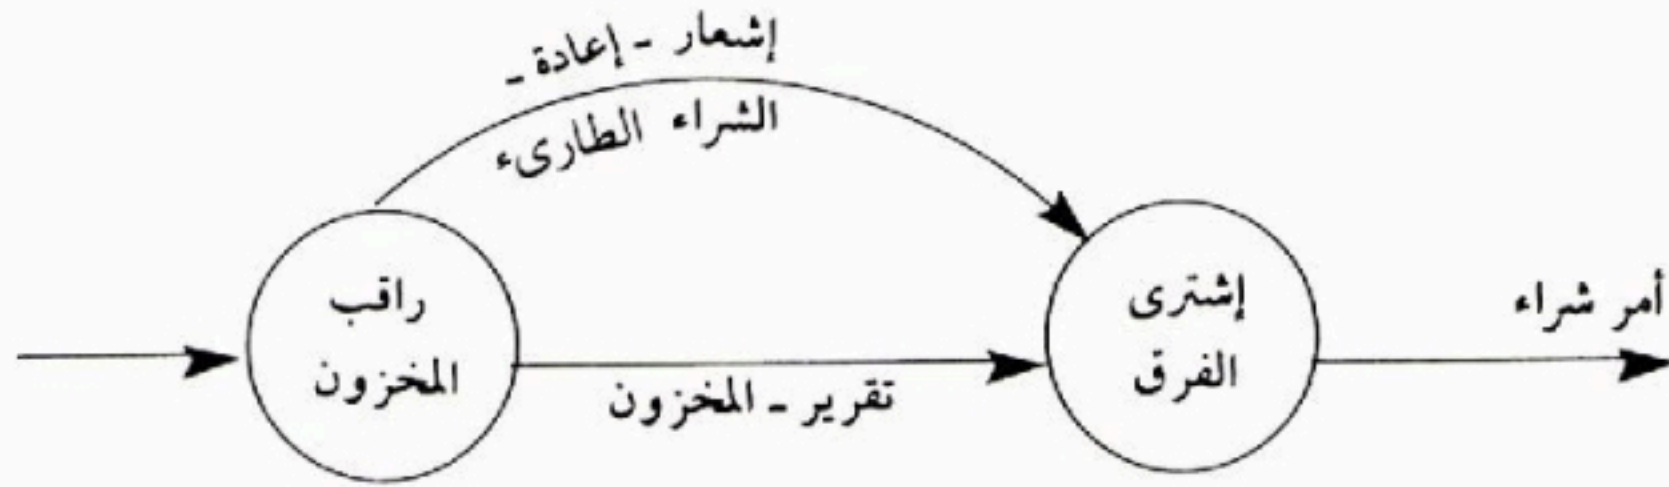 إشعار - إعادة -
الشراء الطارىء
راقب
المخزون
تقرير - المخزون
إشترى
الفرق
أمر شراء